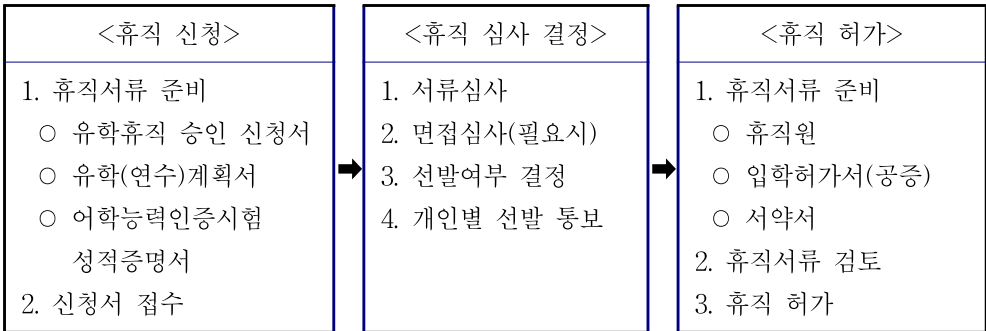 <휴직 신청>
1. 휴직서류 준비
○ 유학휴직 승인 신청서
○ 유학(연수)계획서
○ 어학능력인증시험
성적증명서
2. 신청서 접수
<휴직 심사 결정>
1. 서류심사
2. 면접심사(필요시)
3. 선발여부 결정
4. 개인별 선발 통보
<휴직 허가>
1. 휴직서류 준비
○ 휴직원
○ 입학허가서(공증)
○ 서약서
2. 휴직서류 검토
3. 휴직 허가